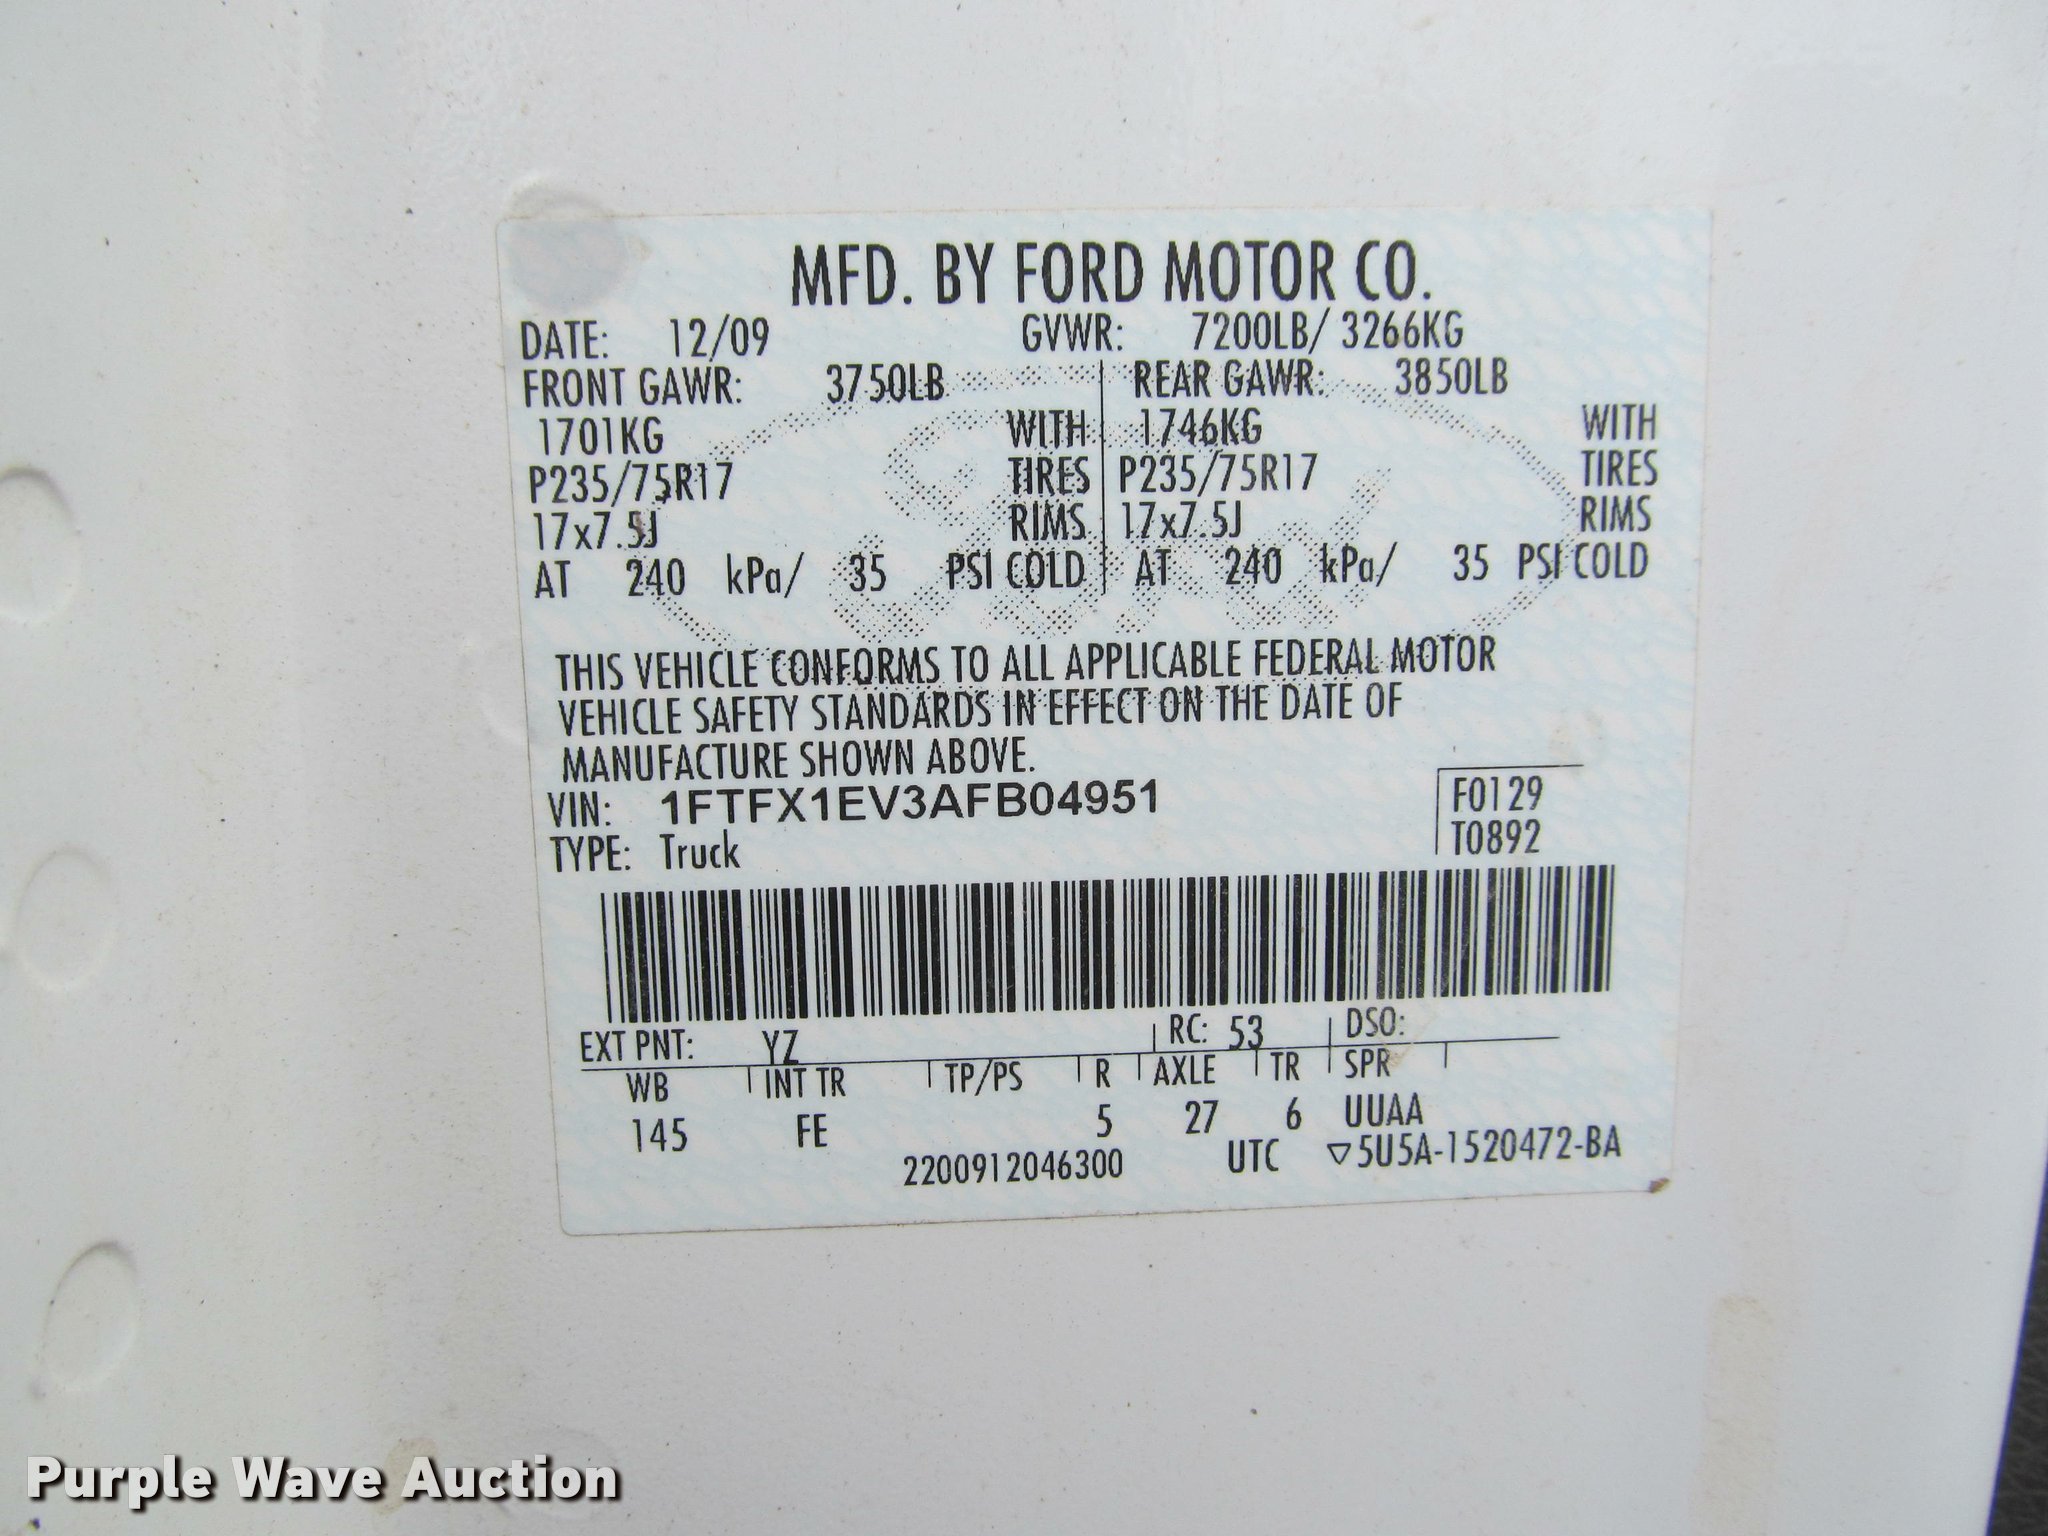 MFD. BY FORD MOTOR CO.
DATE: 12/09 GVWR: 7200LB/ 3266KG
FRONT GAWR: 3750LB REAR GAWR: 3850LB
1701KG WITH 1746KG WITH
P235/75R17 TIRES P235/75R17 TIRES
17x7.5J RIMS 17x7.5J RIMS
AT 240 kPa/ 35 PSI COLD AT 240 kPa/ 35 PSI COLD
THIS VEHICLE CONFORMS TO ALL APPLICABLE FEDERAL MOTOR
VEHICLE SAFETY STANDARDS IN EFFECT ON THE DATE OF
MANUFACTURE SHOWN ABOVE.
VIN: 1FTFX1EV3AFB04951 F0129
TYPE: Truck T0892
EXT PNT: YZ RC: 53 DSO:
WB INT TR TP/PS R AXLE TR SPR
145 FE 5 27 6 UUAA
2200912046300 UTC ▽5U5A-1520472-BA
Purple Wave Auction